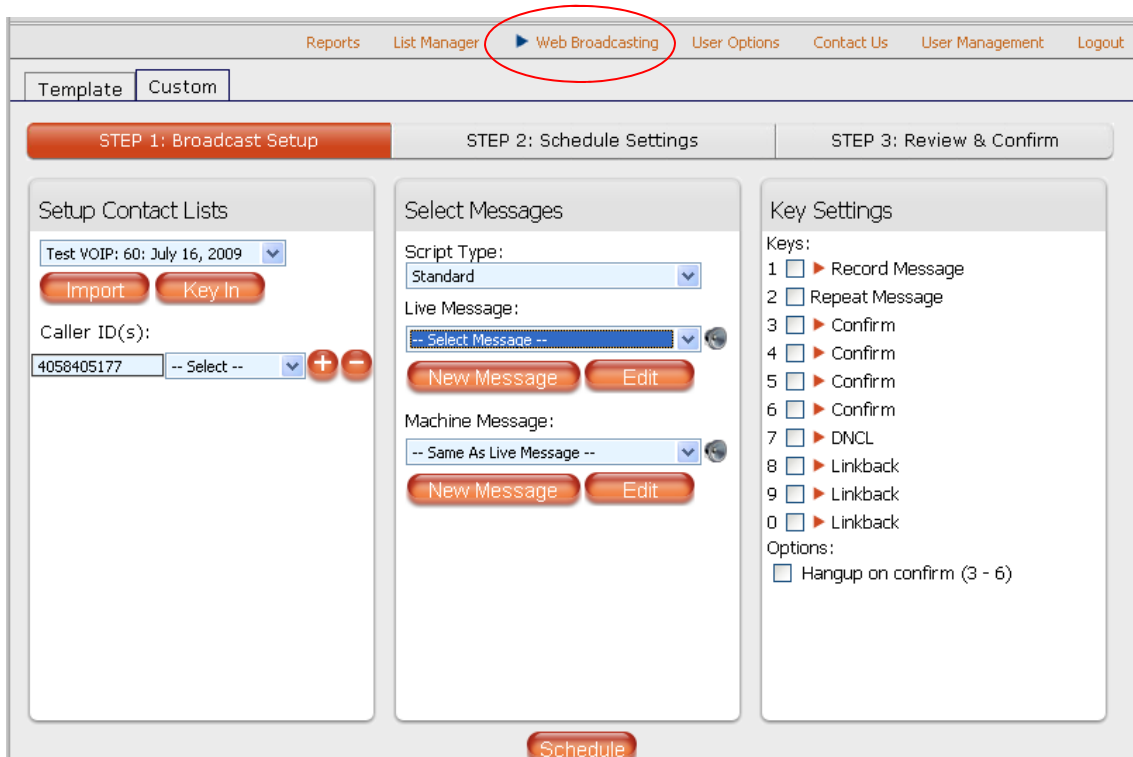 Reports List Manager Web Broadcasting User Options Contact Us User Management Logout
Template Custom
STEP 1: Broadcast Setup STEP 2: Schedule Settings STEP 3: Review & Confirm
Setup Contact Lists
Test VOIP: 60: July 16, 2009
Import Key In
Caller ID(s):
4058405177 -- Select --
Select Messages
Script Type:
Standard
Live Message:
-- Select Message --
New Message Edit
Machine Message:
-- Same As Live Message --
New Message Edit
Key Settings
Keys:
1 Record Message
2 Repeat Message
3 Confirm
4 Confirm
5 Confirm
6 Confirm
7 DNCL
8 Linkback
9 Linkback
0 Linkback
Options:
Hangup on confirm (3 - 6)
Schedule